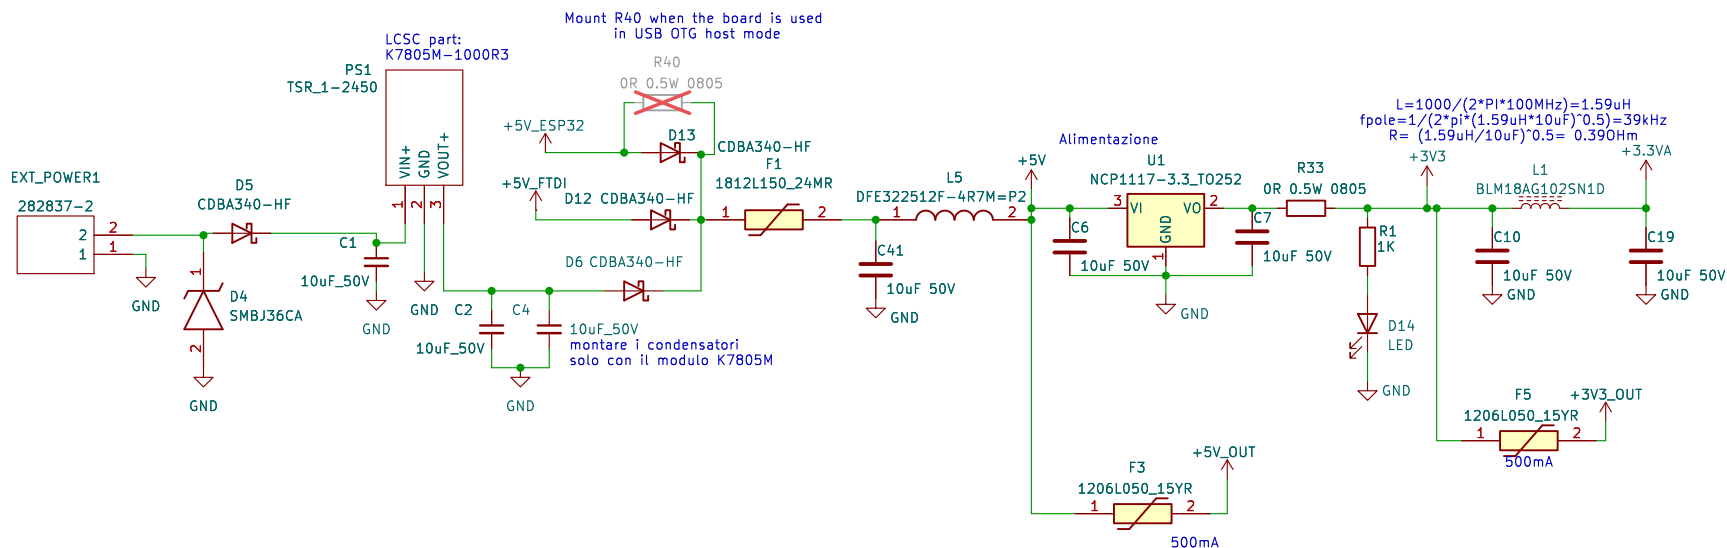 Mount R40 when the board is used
in USB OTG host mode
LCSC part:
K7805M-1000R3
PS1
TSR_1-2450
VIN+
GND
VOUT+
1
2
3
R40
0R 0.5W 0805
+5V_ESP32
D13
CDBA340-HF
F1
1812L150_24MR
1
2
+5V_FTDI
D12 CDBA340-HF
D6 CDBA340-HF
EXT_POWER1
282837-2
2
1
2
1
GND
D5
CDBA340-HF
1
D4
SMBJ36CA
2
GND
C1
10uF_50V
GND
GND
C2
10uF_50V
C4
10uF_50V
montare i condensatori
solo con il modulo K7805M
GND
L5
DFE322512F-4R7M=P2
1
2
C41
10uF 50V
GND
+5V
Alimentazione
U1
NCP1117-3.3_TO252
3
VI
VO
2
GND
1
C6
10uF 50V
GND
C7
10uF 50V
R33
0R 0.5W 0805
L=1000/(2*PI*100MHz)=1.59uH
fpole=1/(2*pi*(1.59uH*10uF)^0.5)=39kHz
R= (1.59uH/10uF)^0.5= 0.39OHm
+3V3
L1
BLM18AG102SN1D
+3.3VA
R1
1K
D14
LED
GND
C10
10uF 50V
GND
C19
10uF 50V
GND
F5
1206L050_15YR
1
2
500mA
+3V3_OUT
F3
1206L050_15YR
1
2
500mA
+5V_OUT